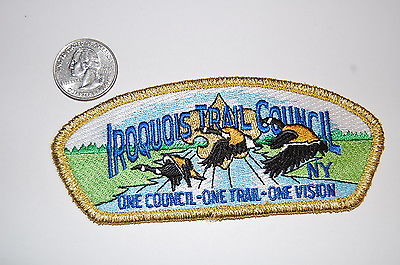 IROQUOIS TRAIL COUNCIL
NY
ONE COUNCIL-ONE TRAIL-ONE VISION